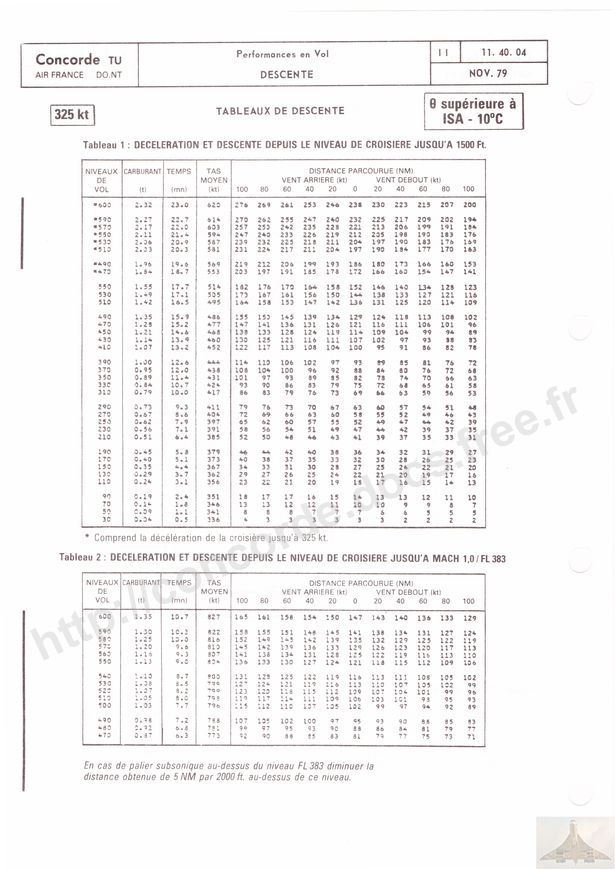 Concorde TU
AIR FRANCE DO.NT
Performances en Vol
DESCENTE
11
11. 40. 04
NOV. 79
325 kt
TABLEAUX DE DESCENTE
θ supérieure à
ISA - 10°C
Tableau 1 : DECELERATION ET DESCENTE DEPUIS LE NIVEAU DE CROISIERE JUSQU'A 1500 Ft.
NIVEAUX DE VOL CARBURANT (t) TEMPS (mn) TAS MOYEN (kt) DISTANCE PARCOURUE (NM)
VENT ARRIERE (kt) VENT DEBOUT (kt)
100 80 60 40 20 0 20 40 60 80 100
*600 2.32 23.0 620 276 269 261 253 246 238 230 223 215 207 200
*590 2.27 22.7 614 270 262 255 247 240 232 225 217 209 202 194
*570 2.17 22.0 603 257 250 242 235 228 221 213 206 199 191 184
*550 2.11 21.4 594 247 240 233 226 219 212 205 198 190 183 176
*530 2.06 20.9 587 239 232 225 218 211 204 197 190 183 176 169
*510 2.03 20.3 581 231 224 217 211 204 197 190 184 177 170 163
*490 1.96 19.6 569 219 212 206 199 193 186 180 173 166 160 153
*470 1.84 18.7 553 203 197 191 185 178 172 166 160 154 147 141
550 1.55 17.7 514 182 176 170 164 158 152 146 140 134 128 123
530 1.49 17.1 505 173 167 161 156 150 144 138 133 127 121 116
510 1.42 16.5 495 164 158 153 147 142 136 131 125 120 114 109
490 1.35 15.9 486 155 150 145 139 134 129 124 118 113 108 102
470 1.28 15.2 477 147 141 136 131 126 121 116 111 106 101 96
450 1.21 14.6 468 138 133 128 124 119 114 109 104 99 94 89
430 1.14 13.9 460 130 125 121 116 111 107 102 97 93 88 83
410 1.07 13.2 452 122 117 113 108 104 100 95 91 86 82 78
390 1.00 12.6 444 114 110 106 102 97 93 89 85 81 76 72
370 0.95 12.0 438 108 104 100 96 92 88 84 80 76 72 68
350 0.89 11.4 431 101 97 93 89 85 82 78 74 70 66 63
330 0.84 10.7 424 93 90 86 83 79 75 72 68 65 61 58
310 0.79 10.0 417 86 83 79 76 73 69 66 63 59 56 53
290 0.73 9.3 411 79 76 73 70 67 63 60 57 54 51 48
270 0.67 8.6 404 72 69 66 63 60 58 55 52 49 46 43
250 0.62 7.9 397 65 62 60 57 55 52 49 47 44 42 39
230 0.56 7.1 391 58 56 54 51 49 47 44 42 39 37 35
210 0.51 6.4 385 52 50 48 46 43 41 39 37 35 33 31
190 0.45 5.8 379 46 44 42 40 38 36 34 32 31 29 27
170 0.40 5.1 373 40 38 37 35 33 32 30 28 26 25 23
150 0.35 4.4 367 34 33 31 30 28 27 25 24 22 21 20
130 0.29 3.7 362 29 27 26 25 24 22 21 20 19 17 16
110 0.24 3.1 356 23 22 21 20 19 18 17 16 15 14 13
90 0.19 2.4 351 18 17 17 16 15 14 13 13 12 11 10
70 0.14 1.8 346 13 13 12 12 11 10 10 9 9 8 7
50 0.09 1.1 341 8 8 8 7 7 7 6 6 5 5 5
30 0.04 0.5 336 4 3 3 3 3 3 3 2 2 2 2
* Comprend la décélération de la croisière jusqu'à 325 kt.
Tableau 2 : DECELERATION ET DESCENTE DEPUIS LE NIVEAU DE CROISIERE JUSQU'A MACH 1,0 / FL 383
NIVEAUX DE VOL CARBURANT (t) TEMPS (mn) TAS MOYEN (kt) DISTANCE PARCOURUE (NM)
VENT ARRIERE (kt) VENT DEBOUT (kt)
100 80 60 40 20 0 20 40 60 80 100
600 1.35 10.7 827 165 161 158 154 150 147 143 140 136 133 129
590 1.30 10.3 822 158 155 151 148 145 141 138 134 131 127 124
580 1.25 10.0 816 152 149 145 142 139 135 132 129 125 122 119
570 1.20 9.6 810 145 142 139 136 133 129 126 123 120 117 113
560 1.16 9.3 807 141 138 134 131 128 125 122 119 116 113 110
550 1.13 9.0 804 136 133 130 127 124 121 118 115 112 109 106
540 1.10 8.7 800 131 128 125 122 119 116 113 111 108 105 102
530 1.08 8.5 799 127 124 121 119 116 113 110 107 105 102 99
520 1.07 8.2 799 123 120 118 115 112 109 107 104 101 99 96
510 1.05 8.0 798 119 117 114 111 109 106 103 101 98 95 93
500 1.03 7.7 796 115 112 110 107 105 102 99 97 94 92 89
490 0.98 7.2 788 107 105 102 100 97 95 93 90 88 85 83
480 0.92 6.8 781 99 97 95 93 90 88 86 84 81 79 77
470 0.87 6.3 773 92 90 88 85 83 81 79 77 75 73 71
En cas de palier subsonique au-dessus du niveau FL 383 diminuer la
distance obtenue de 5 NM par 2000 ft. au-dessus de ce niveau.
http://concorde.docs.free.fr